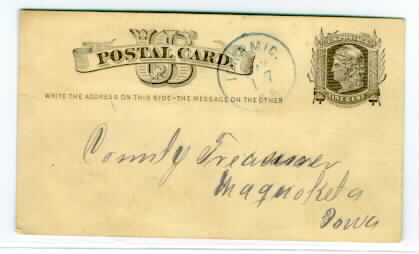 POSTAL CARD.
WRITE THE ADDRESS ON THIS SIDE-THE MESSAGE ON THE OTHER
ONE CENT
County Treasurer
Maquoketa
Iowa